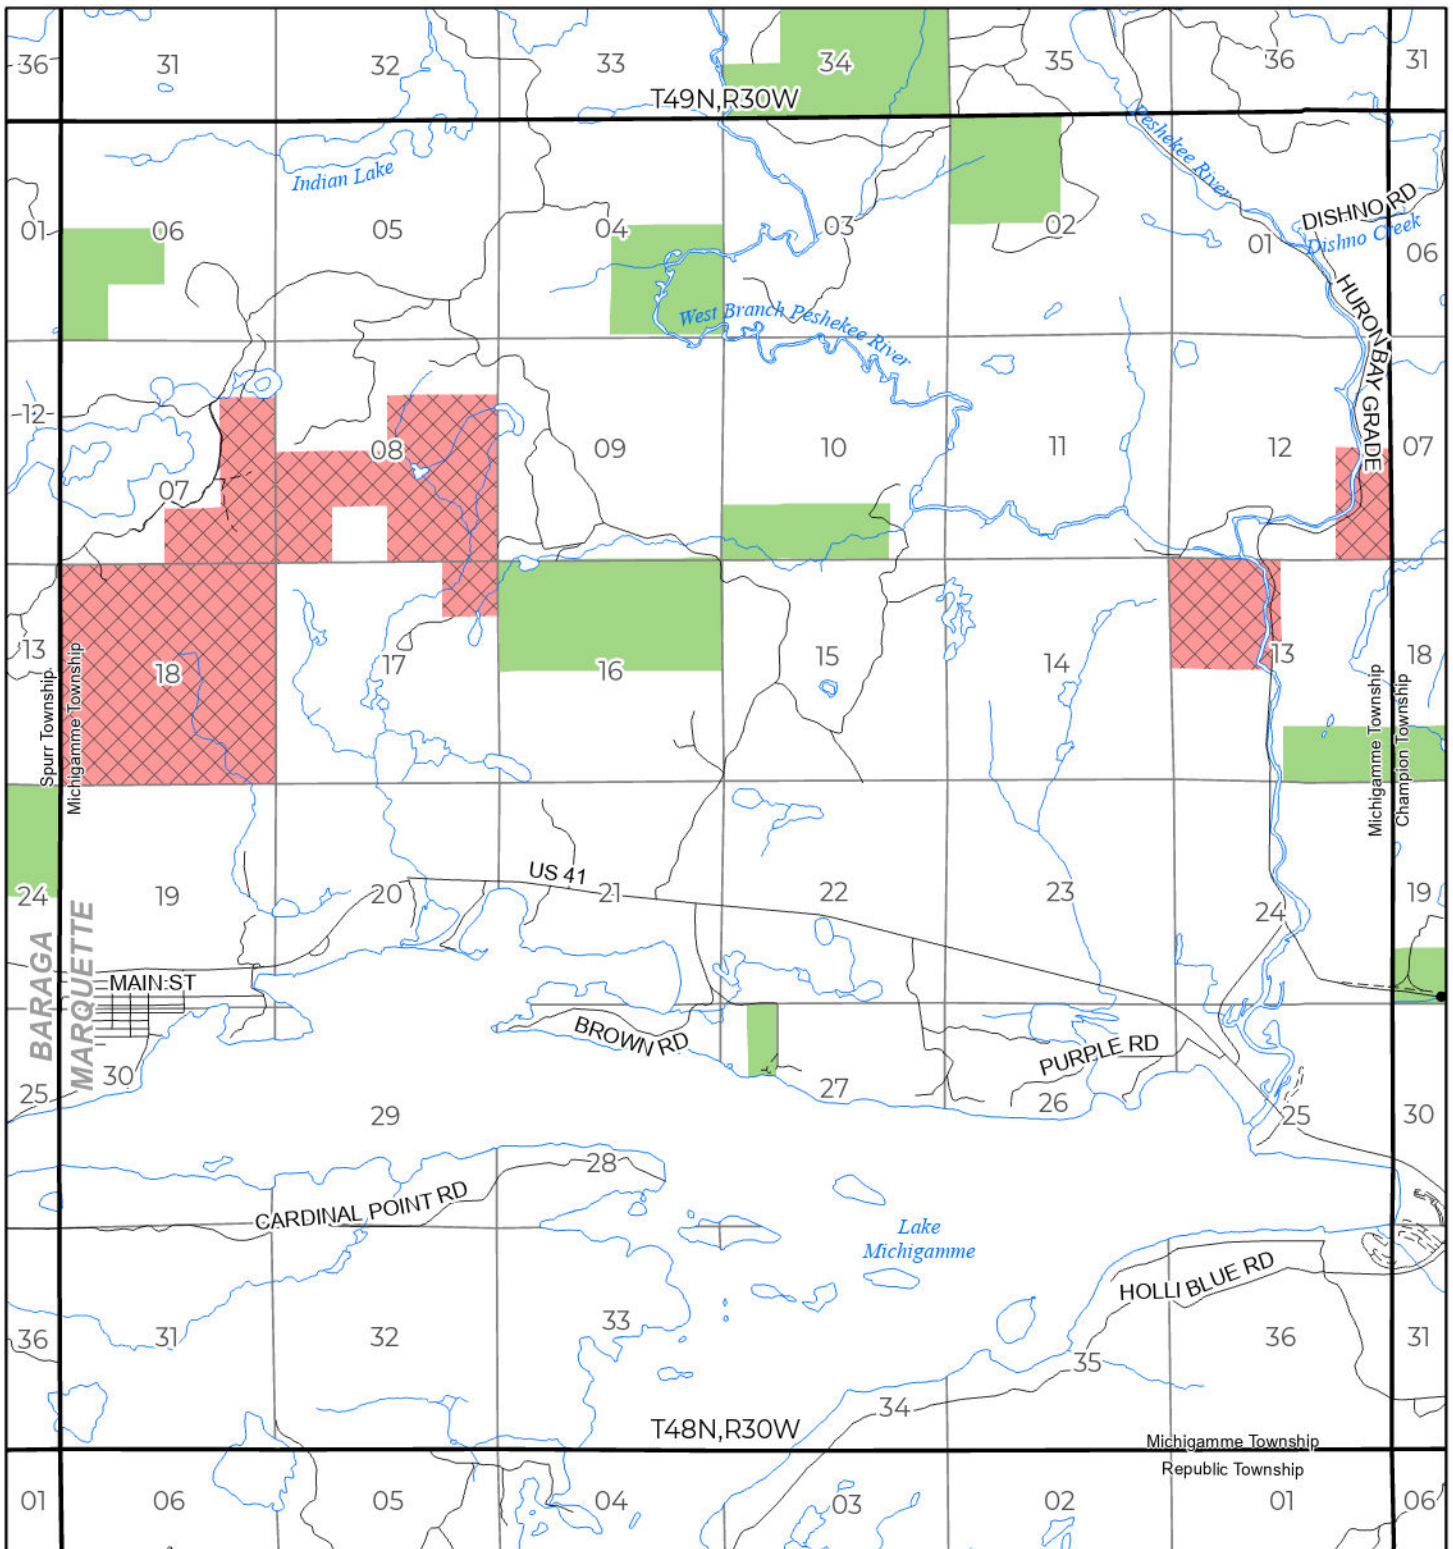 36 31 32 33 34 35 36 31
T49N,R30W
Peshekee River
Indian Lake
DISHNO RD
01 06 05 04 03 02 01 Dishno Creek 06
HURON BAY GRADE
West Branch Peshekee River
12 07 08 09 10 11 12 07
13 18 17 16 15 14 13 18
Spurr Township
Michigamme Township
Michigamme Township
Champion Township
US 41
24 19 20 21 22 23 24 19
BARAGA
MARQUETTE
MAIN ST
BROWN RD
PURPLE RD
25 30 29 28 27 26 25 30
CARDINAL POINT RD
Lake
Michigamme
HOLLI BLUE RD
36 31 32 33 34 35 36 31
T48N,R30W
Michigamme Township
Republic Township
01 06 05 04 03 02 01 06